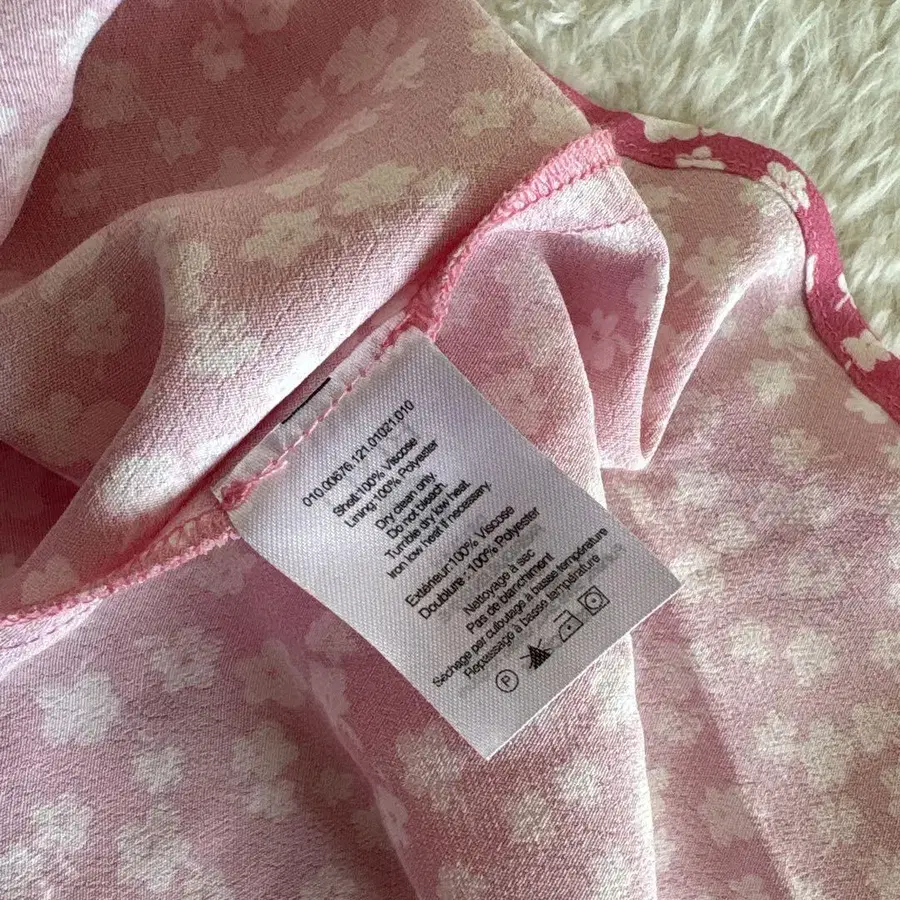 010.00676.121.01021.010
Shell:100% Viscose
Lining:100% Polyester
Dry clean only.
Do not bleach.
Tumble dry low heat.
Iron low heat if necessary.
Extérieur:100% Viscose
Doublure : 100% Polyester
Nettoyage à sec
Pas de blanchiment
Séchage par culbutage à basse température
Repassage à basse température
P